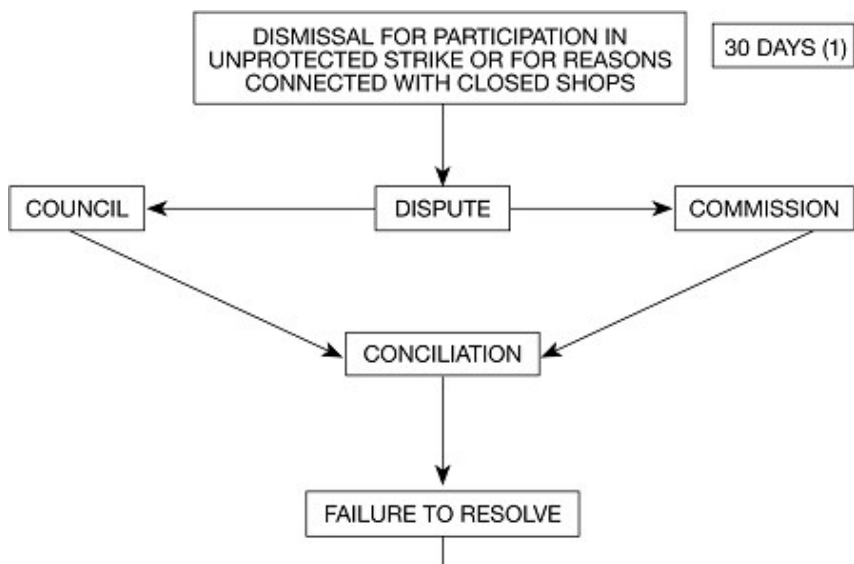 DISMISSAL FOR PARTICIPATION IN
UNPROTECTED STRIKE OR FOR REASONS
CONNECTED WITH CLOSED SHOPS
30 DAYS (1)
COUNCIL
DISPUTE
COMMISSION
CONCILIATION
FAILURE TO RESOLVE